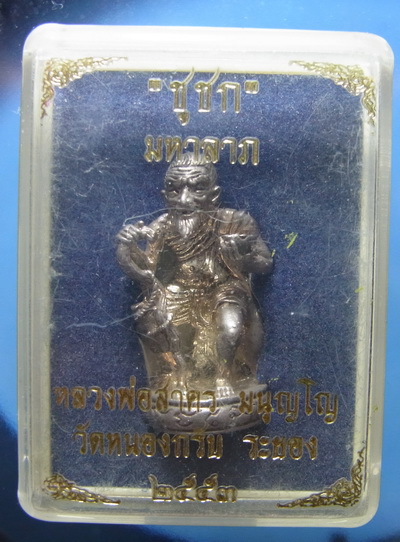 "ชูชก"
มหาลาภ
หลวงพ่อสาคร มนุญโญ
วัดหนองกรับ ระยอง
๒๕๕๓